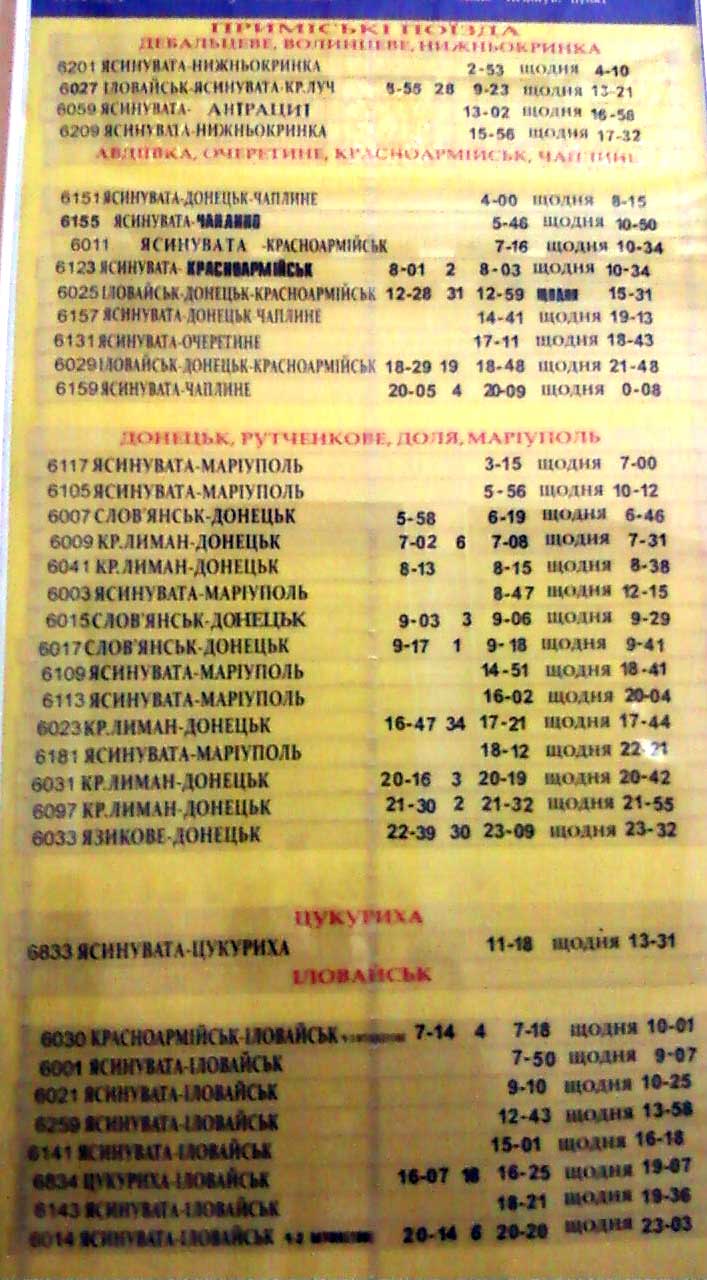 ПРИМІСЬКІ ПОЇЗДА
ДЕБАЛЬЦЕВЕ, ВОЛИНЦЕВЕ, НИЖНЬОКРИНКА
6201 ЯСИНУВАТА-НИЖНЬОКРИНКА 2-53 ЩОДНЯ 4-10
6027 ІЛОВАЙСЬК-ЯСИНУВАТА-КР.ЛУЧ 8-55 28 9-23 ЩОДНЯ 13-21
6059 ЯСИНУВАТА- АНТРАЦИТ 13-02 ЩОДНЯ 16-58
6209 ЯСИНУВАТА-НИЖНЬОКРИНКА 15-56 ЩОДНЯ 17-32
АВДІЇВКА, ОЧЕРЕТИНЕ, КРАСНОАРМІЙСЬК, ЧАПЛИНЕ
6151 ЯСИНУВАТА-ДОНЕЦЬК-ЧАПЛИНЕ 4-00 ЩОДНЯ 8-15
6155 ЯСИНУВАТА-ЧАПЛИНО 5-46 ЩОДНЯ 10-50
6011 ЯСИНУВАТА -КРАСНОАРМІЙСЬК 7-16 ЩОДНЯ 10-34
6123 ЯСИНУВАТА- КРАСНОАРМІЙСЬК 8-01 2 8-03 ЩОДНЯ 10-34
6025 ІЛОВАЙСЬК-ДОНЕЦЬК-КРАСНОАРМІЙСЬК 12-28 31 12-59 ЩОДНЯ 15-31
6157 ЯСИНУВАТА-ДОНЕЦЬК ЧАПЛИНЕ 14-41 ЩОДНЯ 19-13
6131 ЯСИНУВАТА-ОЧЕРЕТИНЕ 17-11 ЩОДНЯ 18-43
6029 ІЛОВАЙСЬК-ДОНЕЦЬК-КРАСНОАРМІЙСЬК 18-29 19 18-48 ЩОДНЯ 21-48
6159 ЯСИНУВАТА-ЧАПЛИНЕ 20-05 4 20-09 ЩОДНЯ 0-08
ДОНЕЦЬК, РУТЧЕНКОВЕ, ДОЛЯ, МАРІУПОЛЬ
6117 ЯСИНУВАТА-МАРІУПОЛЬ 3-15 ЩОДНЯ 7-00
6105 ЯСИНУВАТА-МАРІУПОЛЬ 5-56 ЩОДНЯ 10-12
6007 СЛОВ'ЯНСЬК-ДОНЕЦЬК 5-58 6-19 ЩОДНЯ 6-46
6009 КР.ЛИМАН-ДОНЕЦЬК 7-02 6 7-08 ЩОДНЯ 7-31
6041 КР.ЛИМАН-ДОНЕЦЬК 8-13 8-15 ЩОДНЯ 8-38
6003 ЯСИНУВАТА-МАРІУПОЛЬ 8-47 ЩОДНЯ 12-15
6015 СЛОВ'ЯНСЬК-ДОНЕЦЬК 9-03 3 9-06 ЩОДНЯ 9-29
6017 СЛОВ'ЯНСЬК-ДОНЕЦЬК 9-17 1 9-18 ЩОДНЯ 9-41
6109 ЯСИНУВАТА-МАРІУПОЛЬ 14-51 ЩОДНЯ 18-41
6113 ЯСИНУВАТА-МАРІУПОЛЬ 16-02 ЩОДНЯ 20-04
6023 КР.ЛИМАН-ДОНЕЦЬК 16-47 34 17-21 ЩОДНЯ 17-44
6181 ЯСИНУВАТА-МАРІУПОЛЬ 18-12 ЩОДНЯ 22-21
6031 КР.ЛИМАН-ДОНЕЦЬК 20-16 3 20-19 ЩОДНЯ 20-42
6097 КР.ЛИМАН-ДОНЕЦЬК 21-30 2 21-32 ЩОДНЯ 21-55
6033 ЯЗИКОВЕ-ДОНЕЦЬК 22-39 30 23-09 ЩОДНЯ 23-32
ЦУКУРИХА
6833 ЯСИНУВАТА-ЦУКУРИХА 11-18 ЩОДНЯ 13-31
ІЛОВАЙСЬК
6030 КРАСНОАРМІЙСЬК-ІЛОВАЙСЬК 7-14 4 7-18 ЩОДНЯ 10-01
6001 ЯСИНУВАТА-ІЛОВАЙСЬК 7-50 ЩОДНЯ 9-07
6021 ЯСИНУВАТА-ІЛОВАЙСЬК 9-10 ЩОДНЯ 10-25
6259 ЯСИНУВАТА-ІЛОВАЙСЬК 12-43 ЩОДНЯ 13-58
6141 ЯСИНУВАТА-ІЛОВАЙСЬК 15-01 ЩОДНЯ 16-18
6834 ЦУКУРИХА-ІЛОВАЙСЬК 16-07 18 16-25 ЩОДНЯ 19-07
6143 ЯСИНУВАТА-ІЛОВАЙСЬК 18-21 ЩОДНЯ 19-36
6014 ЯСИНУВАТА-ІЛОВАЙСЬК 20-14 6 20-20 ЩОДНЯ 23-03